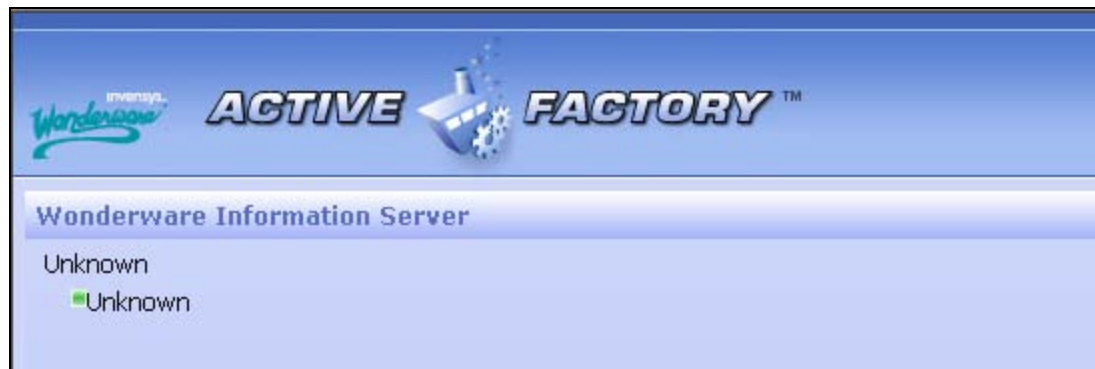 invensys.
Wonderware
ACTIVE FACTORY ™
Wonderware Information Server
Unknown
Unknown